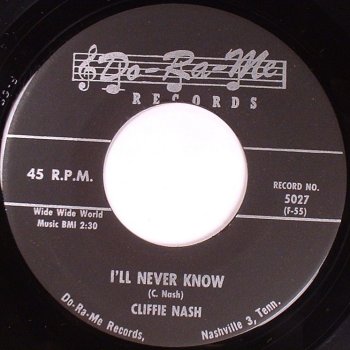 Do-Ra-Me
RECORDS
45 R.P.M.
RECORD NO.
5027
(F-55)
Wide Wide World
Music BMI 2:30
I'LL NEVER KNOW
(C. Nash)
CLIFFIE NASH
Do-Ra-Me Records, Nashville 3, Tenn.